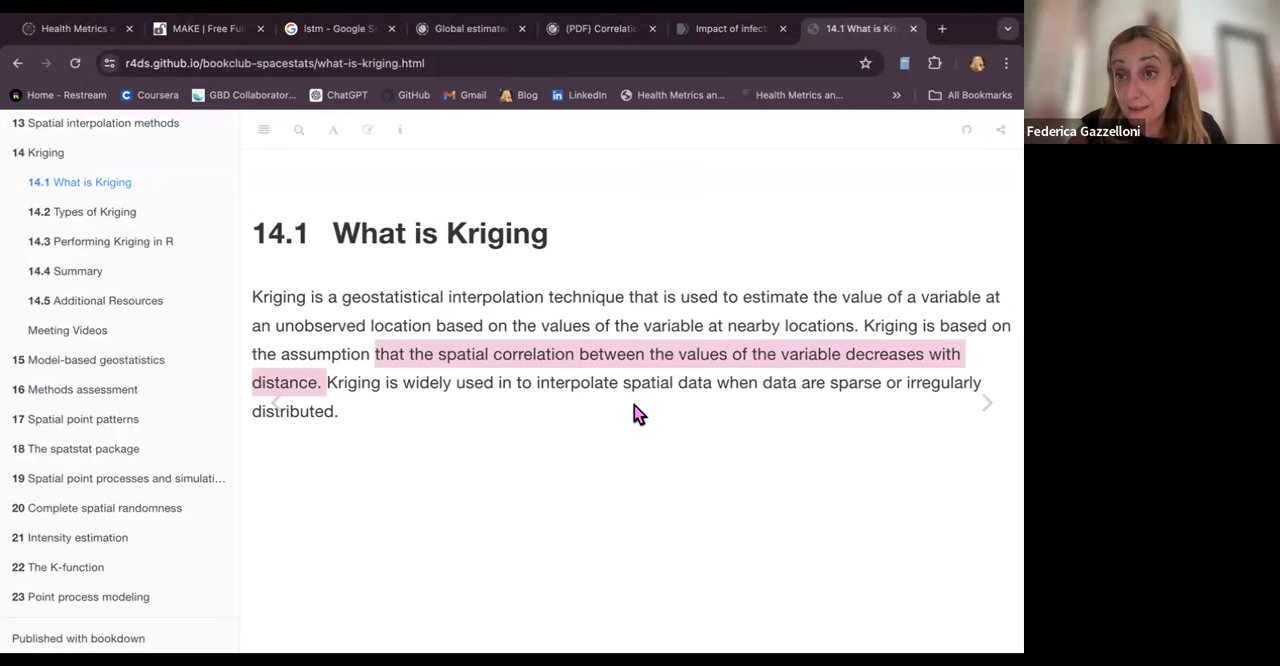 Health Metrics a
MAKE | Free Ful
lstm - Google Se
Global estimate
(PDF) Correlatio
Impact of infect
14.1 What is Kri
r4ds.github.io/bookclub-spacestats/what-is-kriging.html
Home - Restream
Coursera
GBD Collaborator...
ChatGPT
GitHub
Gmail
Blog
LinkedIn
Health Metrics an...
Health Metrics an...
»
All Bookmarks
Federica Gazzelloni
13 Spatial interpolation methods
14 Kriging
14.1 What is Kriging
14.2 Types of Kriging
14.3 Performing Kriging in R
14.4 Summary
14.5 Additional Resources
Meeting Videos
15 Model-based geostatistics
16 Methods assessment
17 Spatial point patterns
18 The spatstat package
19 Spatial point processes and simulati...
20 Complete spatial randomness
21 Intensity estimation
22 The K-function
23 Point process modeling
Published with bookdown
14.1 What is Kriging
Kriging is a geostatistical interpolation technique that is used to estimate the value of a variable at
an unobserved location based on the values of the variable at nearby locations. Kriging is based on
the assumption that the spatial correlation between the values of the variable decreases with
distance. Kriging is widely used in to interpolate spatial data when data are sparse or irregularly
distributed.